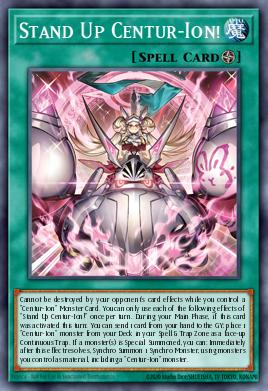 STAND UP CENTUR-ION!
魔
[SPELL CARD]
Cannot be destroyed by your opponent's card effects while you control a
"Centur-Ion" Monster Card. You can only use each of the following effects of
"Stand Up Centur-Ion!" once per turn. During your Main Phase, if this card
was activated this turn: You can send 1 card from your hand to the GY; place 1
"Centur-Ion" monster from your Deck in your Spell & Trap Zone as a face-up
Continuous Trap. If a monster(s) is Special Summoned, you can: Immediately
after this effect resolves, Synchro Summon 1 Synchro Monster, using monsters
you control as material, including a "Centur-Ion" monster.